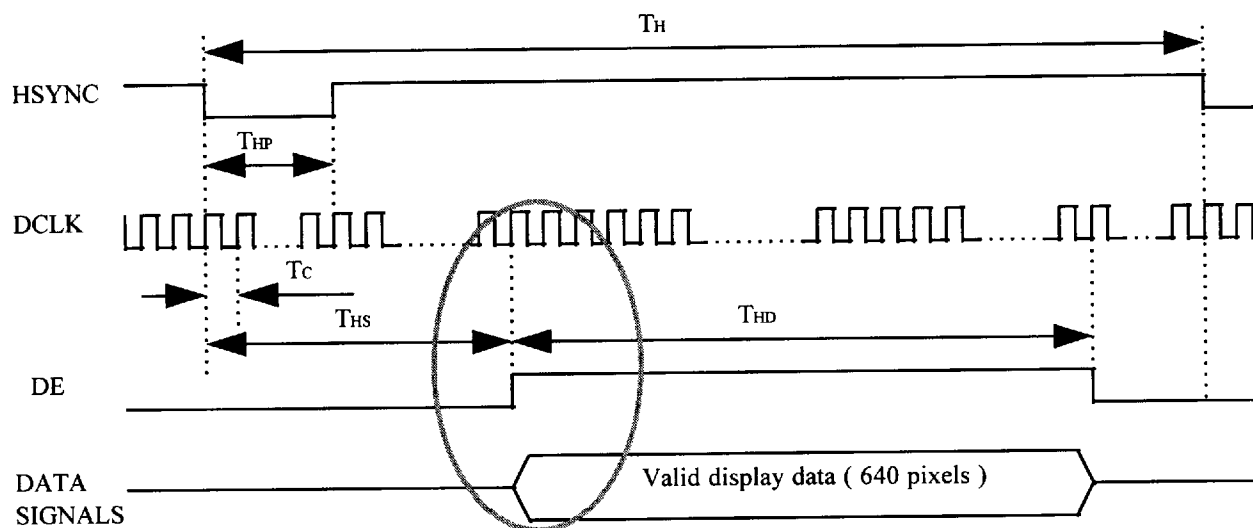 TH
HSYNC
THP
DCLK
TC
THS
THD
DE
DATA
SIGNALS
Valid display data ( 640 pixels )